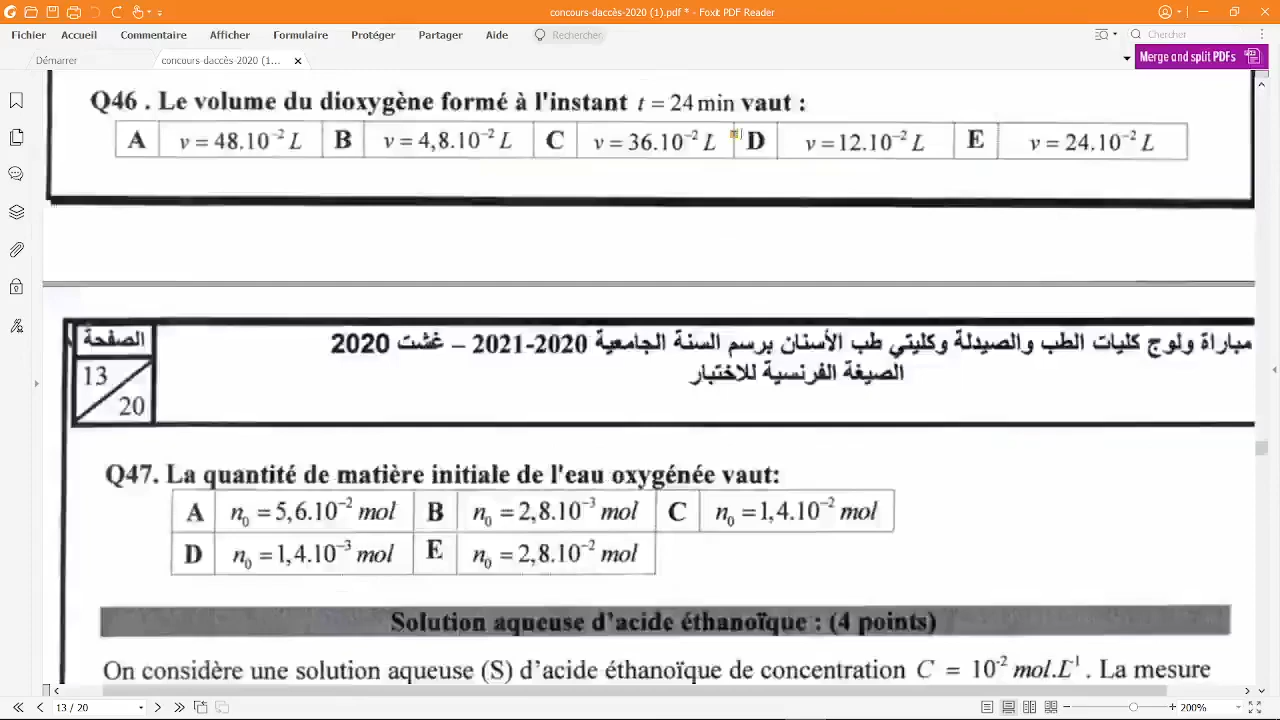 concours-daccès-2020 (1).pdf * - Foxit PDF Reader
Fichier Accueil Commentaire Afficher Formulaire Protéger Partager Aide Rechercher Chercher
Démarrer concours-daccès-2020 (1... Merge and split PDFs
Q46 . Le volume du dioxygène formé à l'instant t = 24 min vaut :
A v = 48.10⁻² L B v = 4,8.10⁻² L C v = 36.10⁻² L D v = 12.10⁻² L E v = 24.10⁻² L
الصفحة
13
20
مباراة ولوج كليات الطب والصيدلة وكليتي طب الأسنان برسم السنة الجامعية 2020-2021 – غشت 2020
الصيغة الفرنسية للاختبار
Q47. La quantité de matière initiale de l'eau oxygénée vaut:
A n₀ = 5,6.10⁻² mol B n₀ = 2,8.10⁻³ mol C n₀ = 1,4.10⁻² mol
D n₀ = 1,4.10⁻³ mol E n₀ = 2,8.10⁻² mol
Solution aqueuse d’acide éthanoïque : (4 points)
On considère une solution aqueuse (S) d’acide éthanoïque de concentration C = 10⁻² mol.L⁻¹ . La mesure
13 / 20 200%